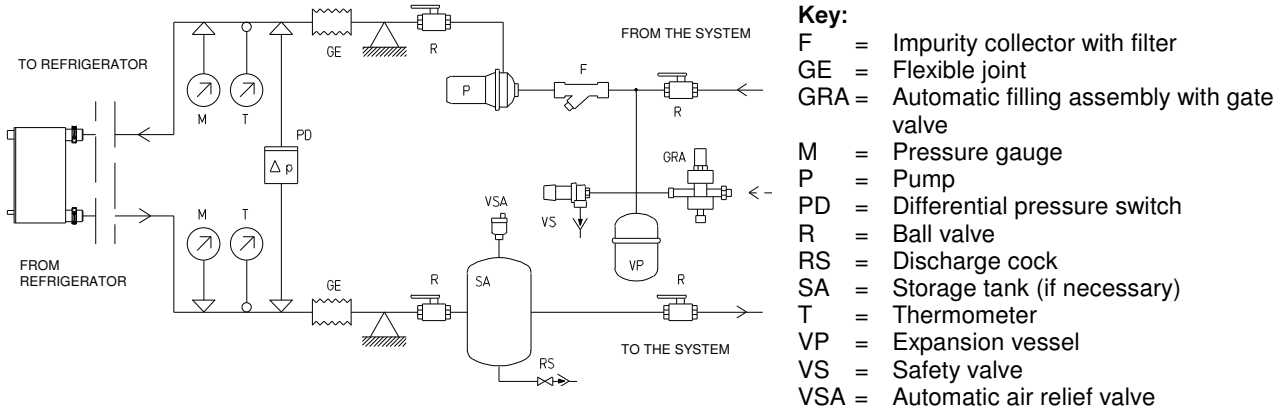 TO REFRIGERATOR
M
T
GE
R
PD
Δ p
P
F
FROM THE SYSTEM
R
GRA
VS
VP
FROM
REFRIGERATOR
M
T
GE
R
VSA
SA
RS
R
TO THE SYSTEM
Key:
F = Impurity collector with filter
GE = Flexible joint
GRA = Automatic filling assembly with gate
valve
M = Pressure gauge
P = Pump
PD = Differential pressure switch
R = Ball valve
RS = Discharge cock
SA = Storage tank (if necessary)
T = Thermometer
VP = Expansion vessel
VS = Safety valve
VSA = Automatic air relief valve